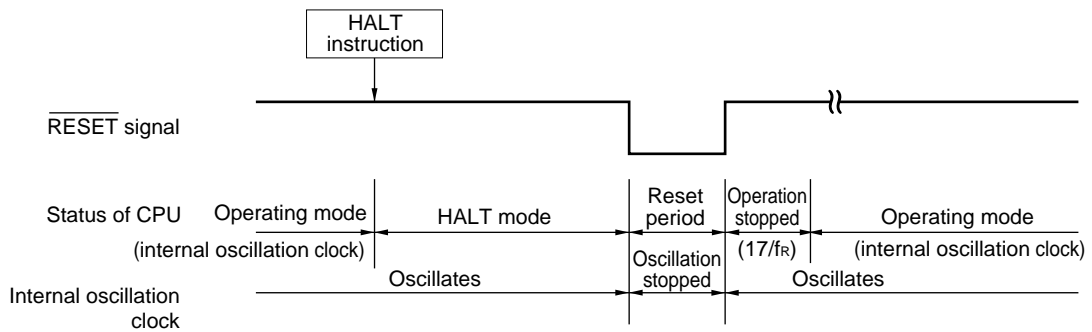 HALT
instruction
RESET signal
Status of CPU
Operating mode
(internal oscillation clock)
HALT mode
Reset
period
Operation
stopped
(17/fR)
Operating mode
(internal oscillation clock)
Internal oscillation
clock
Oscillates
Oscillation
stopped
Oscillates